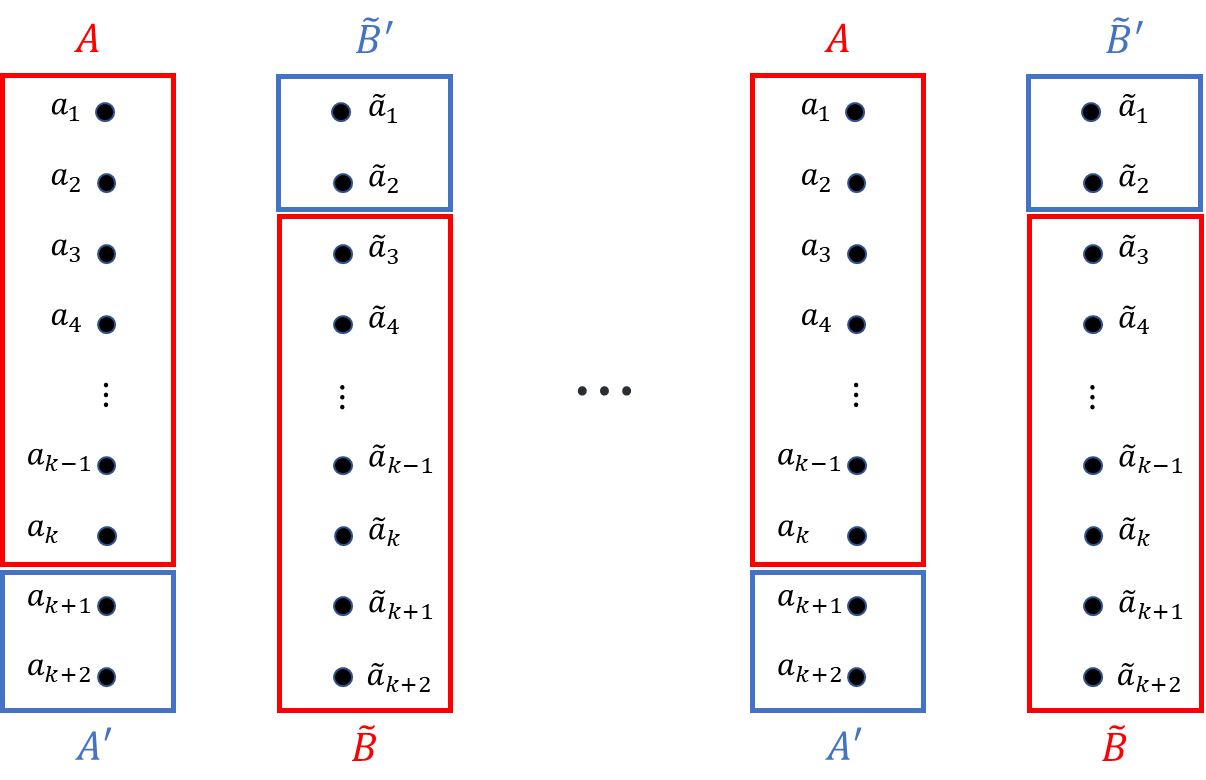 A B̃′ A B̃′
a₁ ã₁ a₁ ã₁
a₂ ã₂ a₂ ã₂
a₃ ã₃ a₃ ã₃
a₄ ã₄ a₄ ã₄
⋮ ⋮ ⋯ ⋮ ⋮
aₖ₋₁ ãₖ₋₁ aₖ₋₁ ãₖ₋₁
aₖ ãₖ aₖ ãₖ
aₖ₊₁ ãₖ₊₁ aₖ₊₁ ãₖ₊₁
aₖ₊₂ ãₖ₊₂ aₖ₊₂ ãₖ₊₂
A′ B̃ A′ B̃